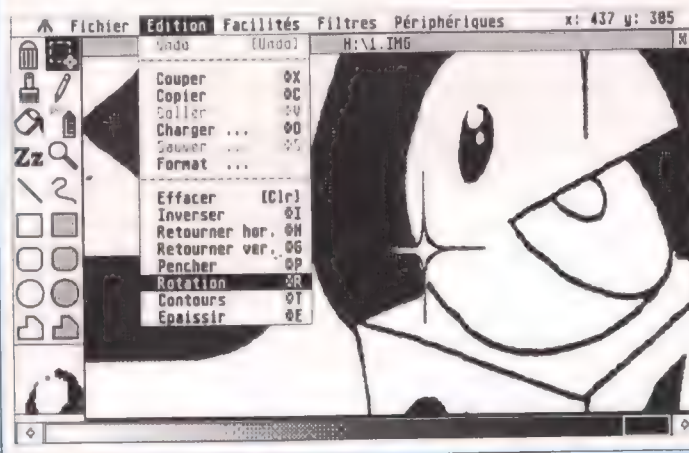 Fichier Edition Facilités Filtres Périphériques x: 437 y: 385
H:\1.IMG
Undo [Undo]
Couper ◆X
Copier ◆C
Coller ◆V
Charger ... ◆O
Sauver ... ◆S
Format ...
Effacer [Clr]
Inverser ◆I
Retourner hor. ◆H
Retourner ver. ◆G
Pencher ◆P
Rotation ◆R
Contours ◆T
Epaissir ◆E
Zz